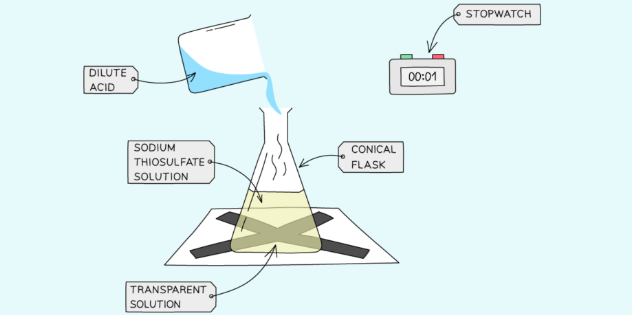 STOPWATCH
00:01
DILUTE
ACID
SODIUM
THIOSULFATE
SOLUTION
CONICAL
FLASK
TRANSPARENT
SOLUTION